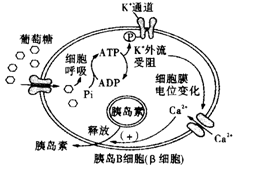 K⁺通道
葡萄糖
P
ATP
K⁺外流
受阻
细胞
呼吸
ADP
Pi
细胞膜
电位变化
胰岛素
Ca²⁺
释放
(+)
胰岛素
Ca²⁺
胰岛B细胞(β细胞)